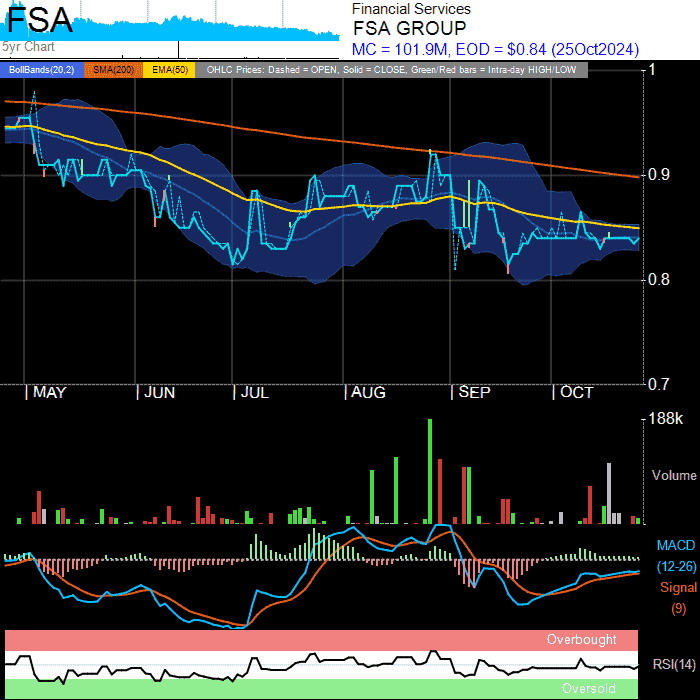 FSA
5yr Chart
Financial Services
FSA GROUP
MC = 101.9M, EOD = $0.84 (25Oct2024)
BollBands(20,2) SMA(200) EMA(50) OHLC Prices: Dashed = OPEN, Solid = CLOSE, Green/Red bars = Intra-day HIGH/LOW
1
0.9
0.8
0.7
MAY JUN JUL AUG SEP OCT
188k
Volume
MACD
(12-26)
Signal
(9)
Overbought
RSI(14)
Oversold